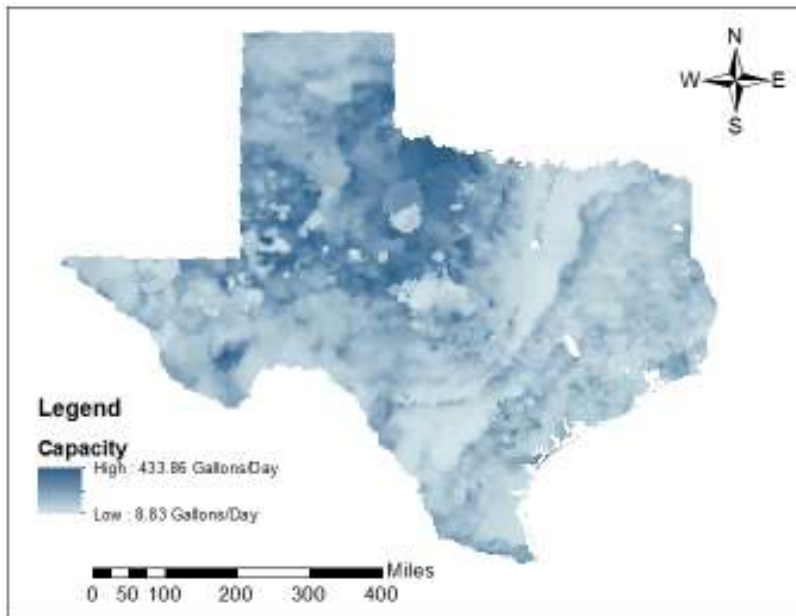 N
W E
S
Legend
Capacity
High : 433.86 Gallons/Day
Low : 8.83 Gallons/Day
Miles
0 50 100 200 300 400